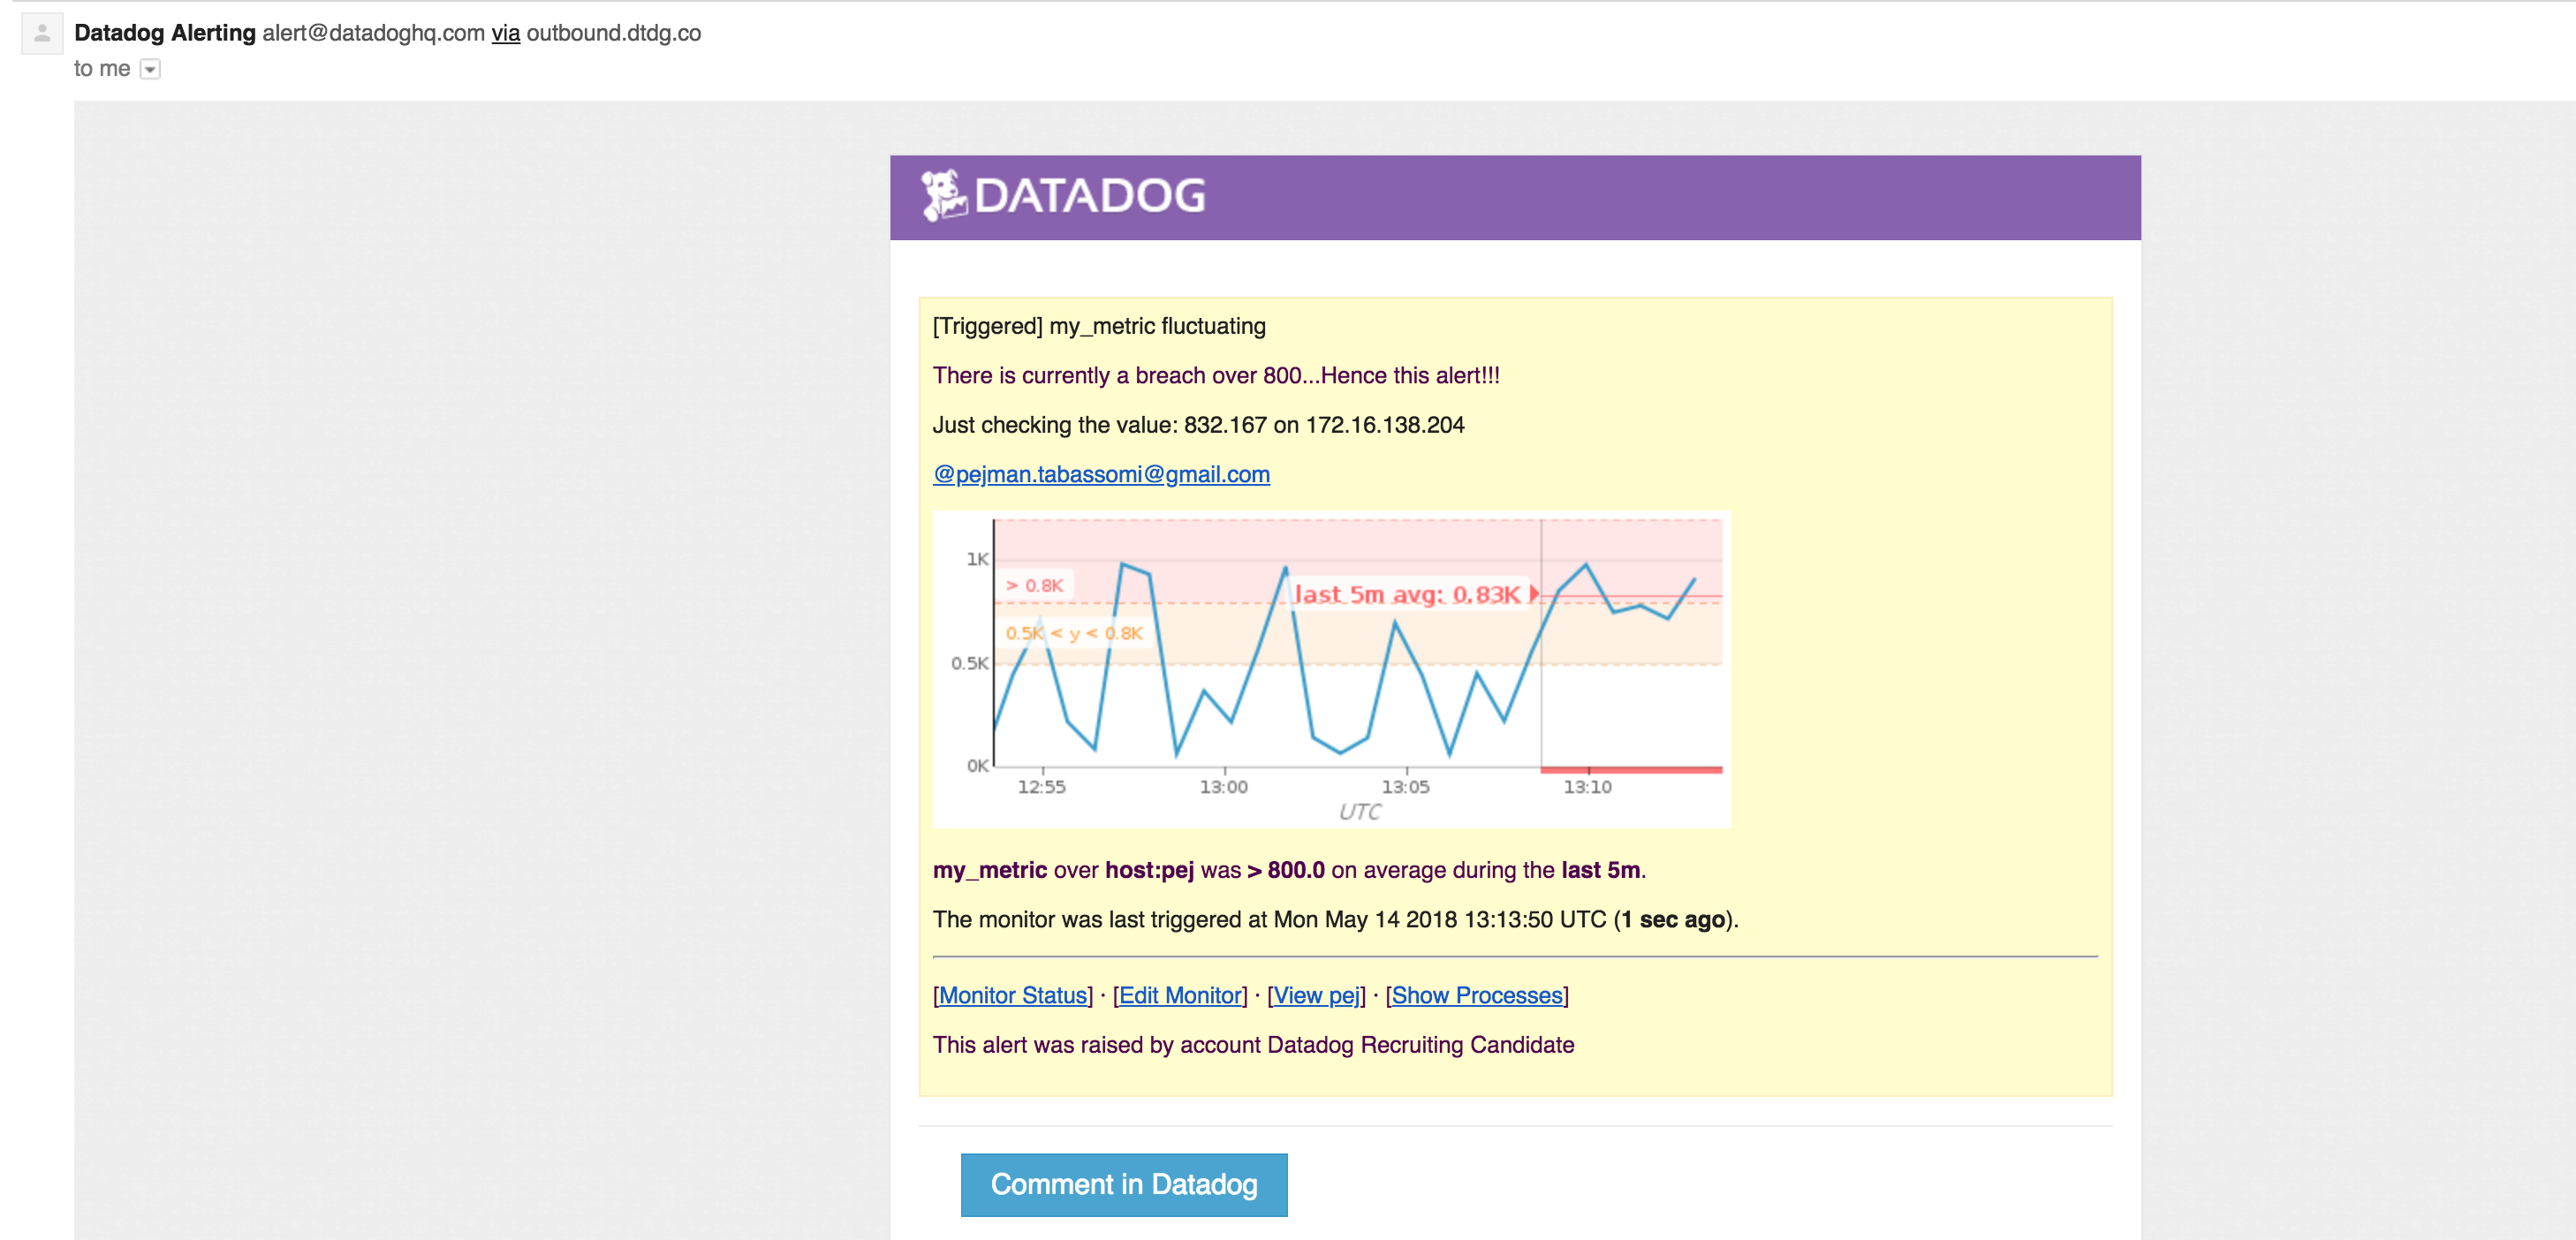 Datadog Alerting alert@datadoghq.com via outbound.dtdg.co
to me
DATADOG
[Triggered] my_metric fluctuating
There is currently a breach over 800...Hence this alert!!!
Just checking the value: 832.167 on 172.16.138.204
@pejman.tabassomi@gmail.com
1K
> 0.8K
last 5m avg: 0.83K
0.5K < y < 0.8K
0.5K
0K
12:55 13:00 13:05 13:10
UTC
my_metric over host:pej was > 800.0 on average during the last 5m.
The monitor was last triggered at Mon May 14 2018 13:13:50 UTC (1 sec ago).
[Monitor Status] · [Edit Monitor] · [View pej] · [Show Processes]
This alert was raised by account Datadog Recruiting Candidate
Comment in Datadog